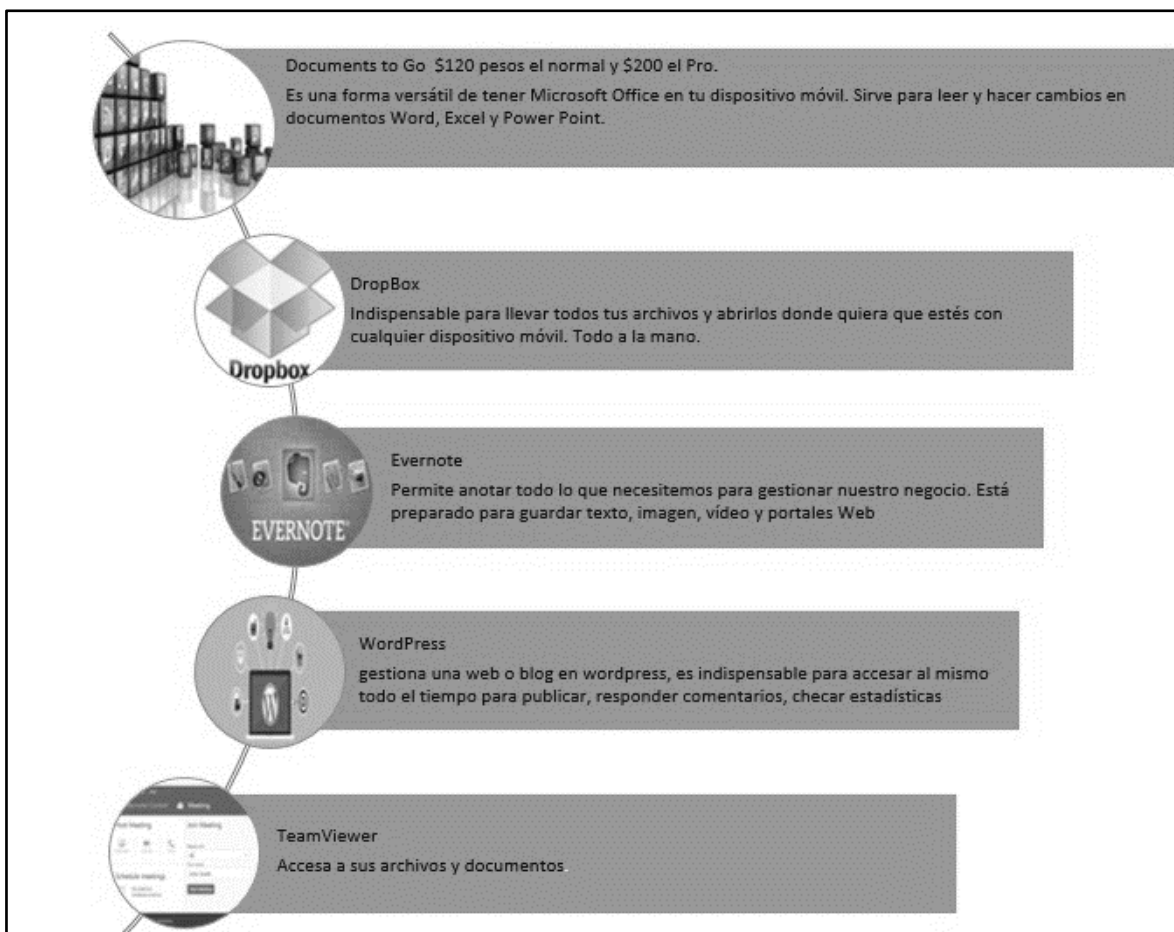 Documents to Go $120 pesos el normal y $200 el Pro.
Es una forma versátil de tener Microsoft Office en tu dispositivo móvil. Sirve para leer y hacer cambios en
documentos Word, Excel y Power Point.
DropBox
Indispensable para llevar todos tus archivos y abrirlos donde quiera que estés con
cualquier dispositivo móvil. Todo a la mano.
Dropbox
Evernote
Permite anotar todo lo que necesitemos para gestionar nuestro negocio. Está
preparado para guardar texto, imagen, vídeo y portales Web
EVERNOTE
WordPress
gestiona una web o blog en wordpress, es indispensable para accesar al mismo
todo el tiempo para publicar, responder comentarios, checar estadísticas
W
Meeting
Join Meeting
TeamViewer
Accesa a sus archivos y documentos.